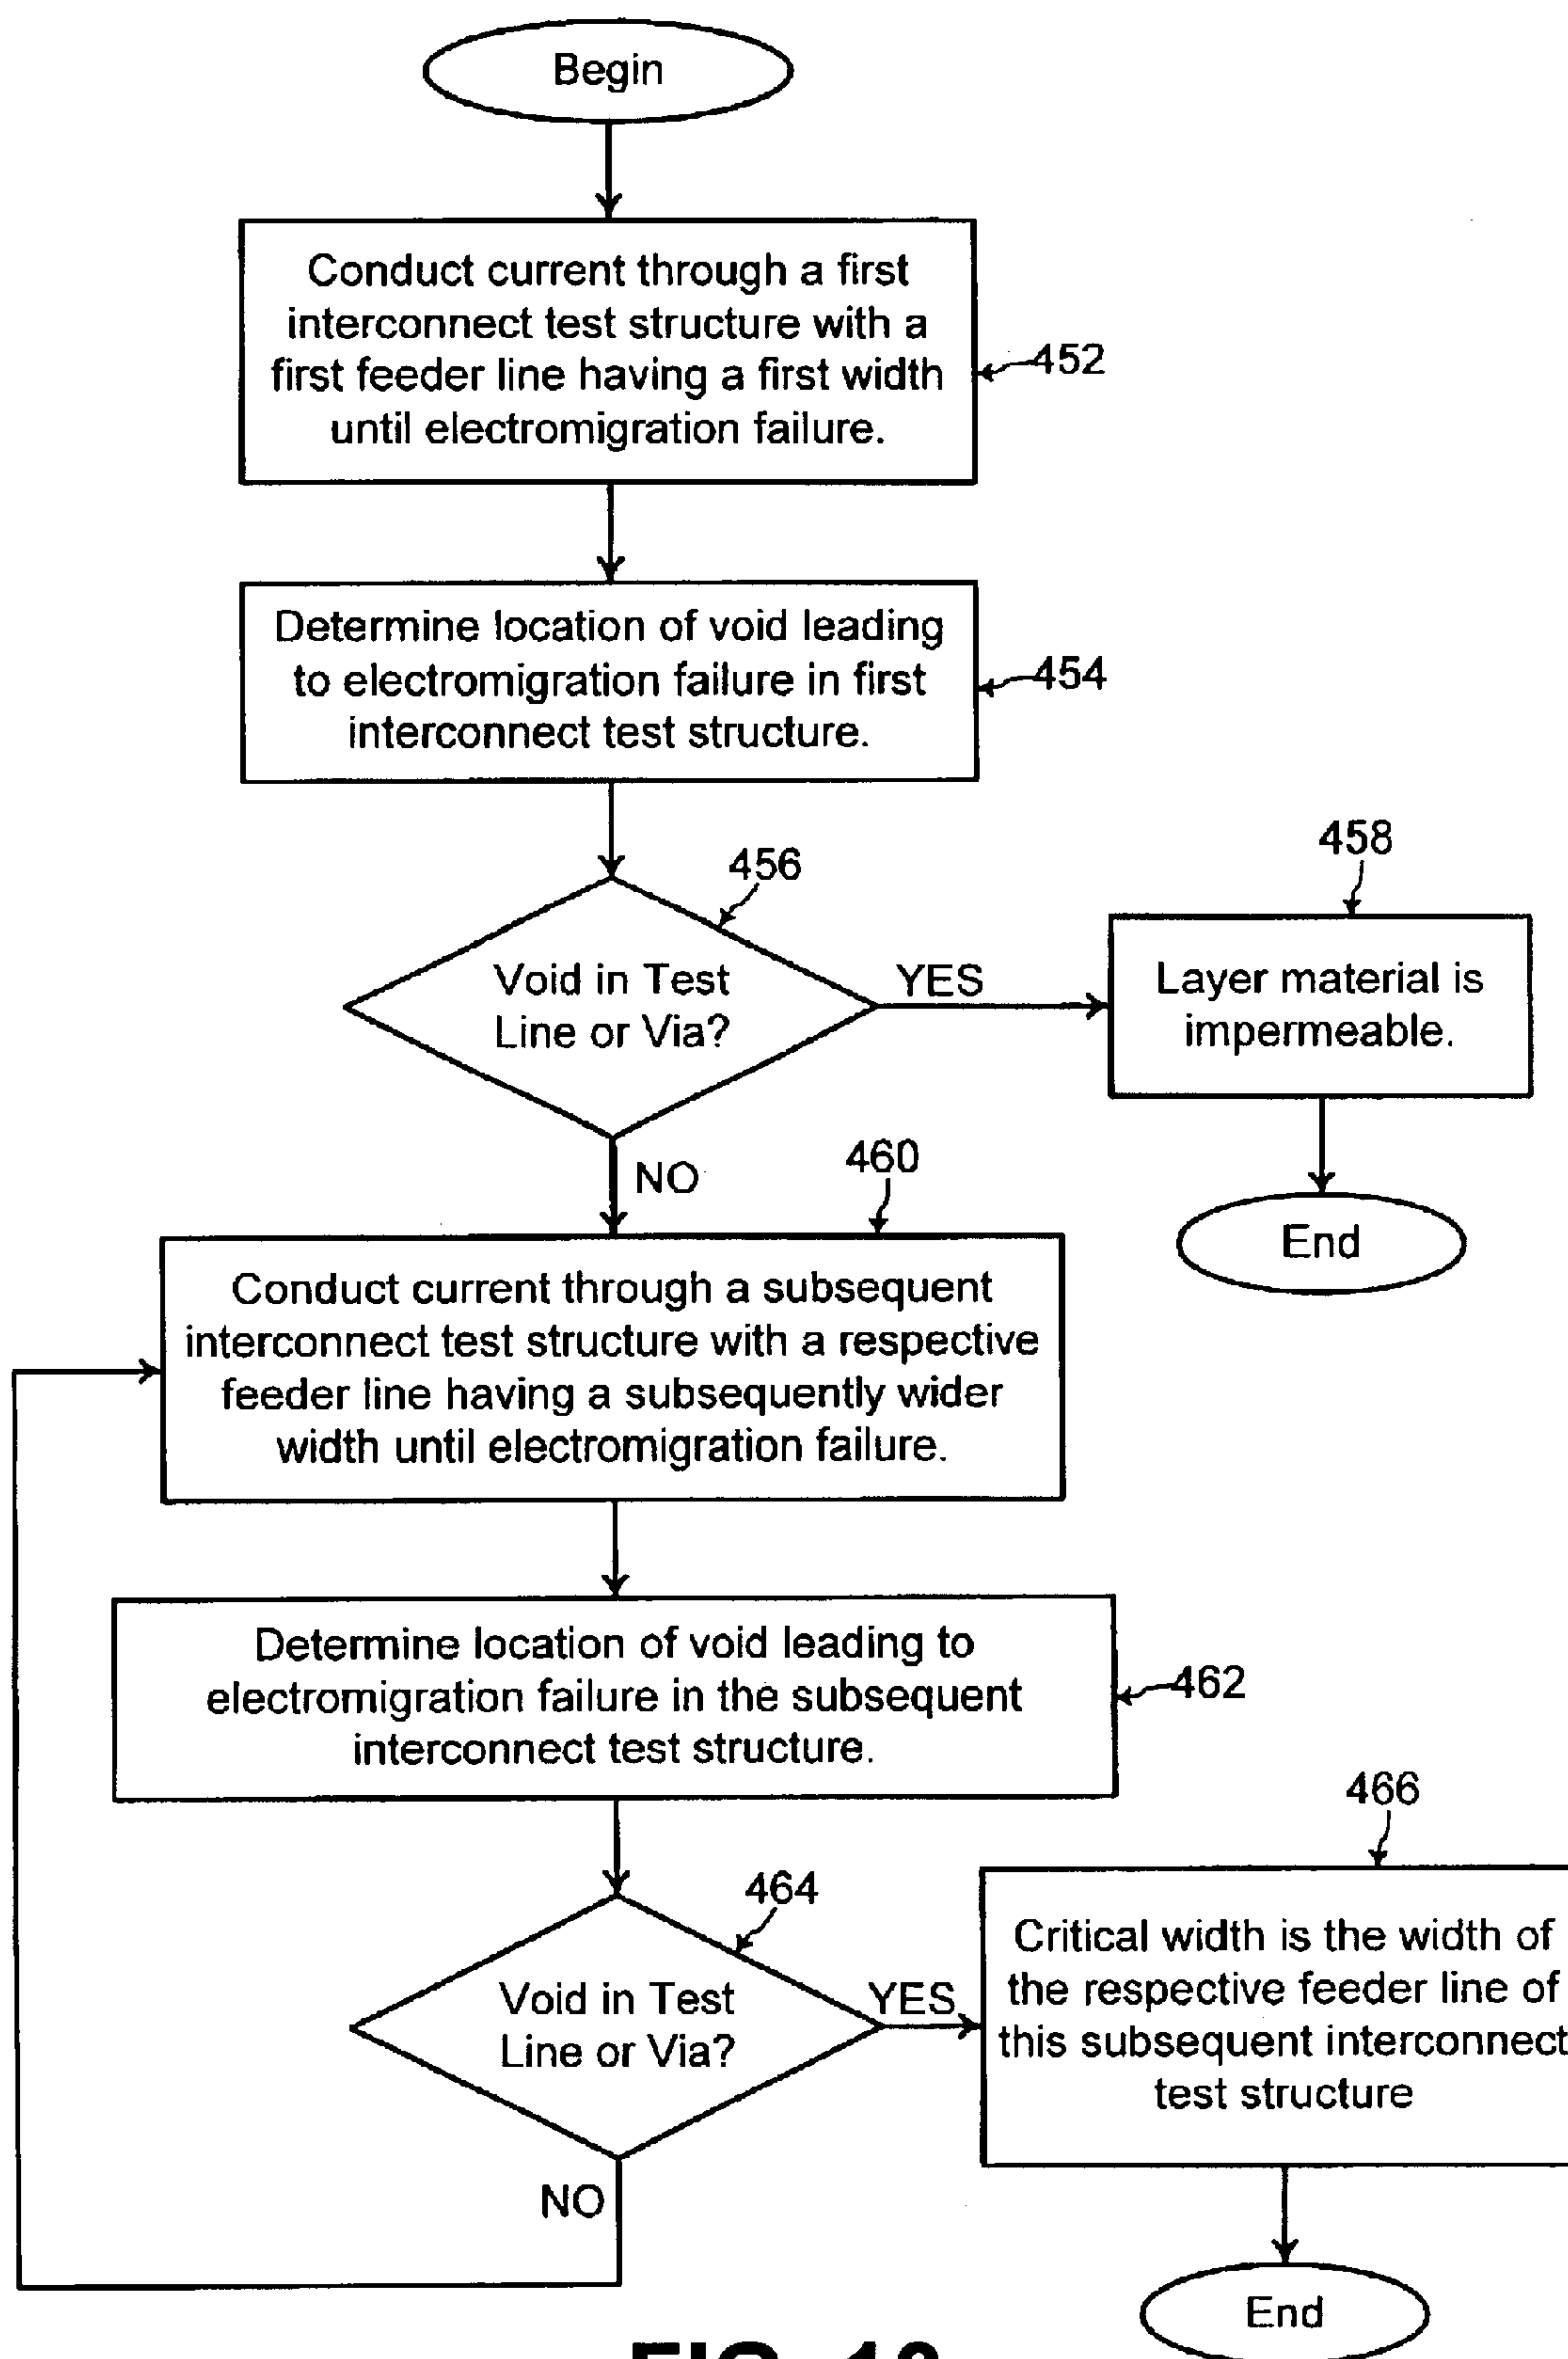 Begin
Conduct current through a first
interconnect test structure with a
first feeder line having a first width
until electromigration failure.
452
Determine location of void leading
to electromigration failure in first
interconnect test structure.
454
456
Void in Test
Line or Via?
YES
458
Layer material is
impermeable.
End
NO
460
Conduct current through a subsequent
interconnect test structure with a respective
feeder line having a subsequently wider
width until electromigration failure.
Determine location of void leading to
electromigration failure in the subsequent
interconnect test structure.
462
464
Void in Test
Line or Via?
YES
466
Critical width is the width of
the respective feeder line of
this subsequent interconnect
test structure
NO
End
FIG.